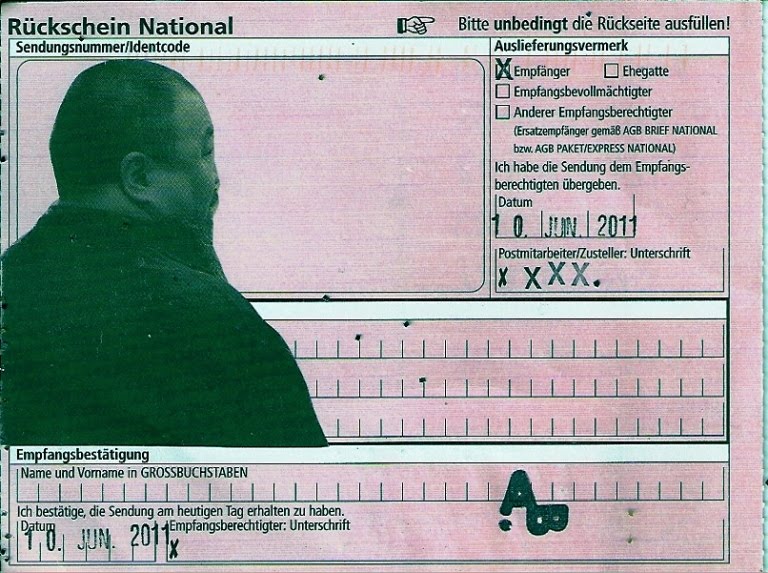 Rückschein National
Bitte unbedingt die Rückseite ausfüllen!
Sendungsnummer/Identcode
Auslieferungsvermerk
X Empfänger Ehegatte
Empfangsbevollmächtigter
Anderer Empfangsberechtigter
(Ersatzempfänger gemäß AGB BRIEF NATIONAL
bzw. AGB PAKET/EXPRESS NATIONAL)
Ich habe die Sendung dem Empfangs-
berechtigten übergeben.
Datum
10. JUN. 2011
Postmitarbeiter/Zusteller: Unterschrift
x x x x.
Empfangsbestätigung
Name und Vorname in GROSSBUCHSTABEN
Ich bestätige, die Sendung am heutigen Tag erhalten zu haben.
Datum Empfangsberechtigter: Unterschrift
10. JUN. 2011 x